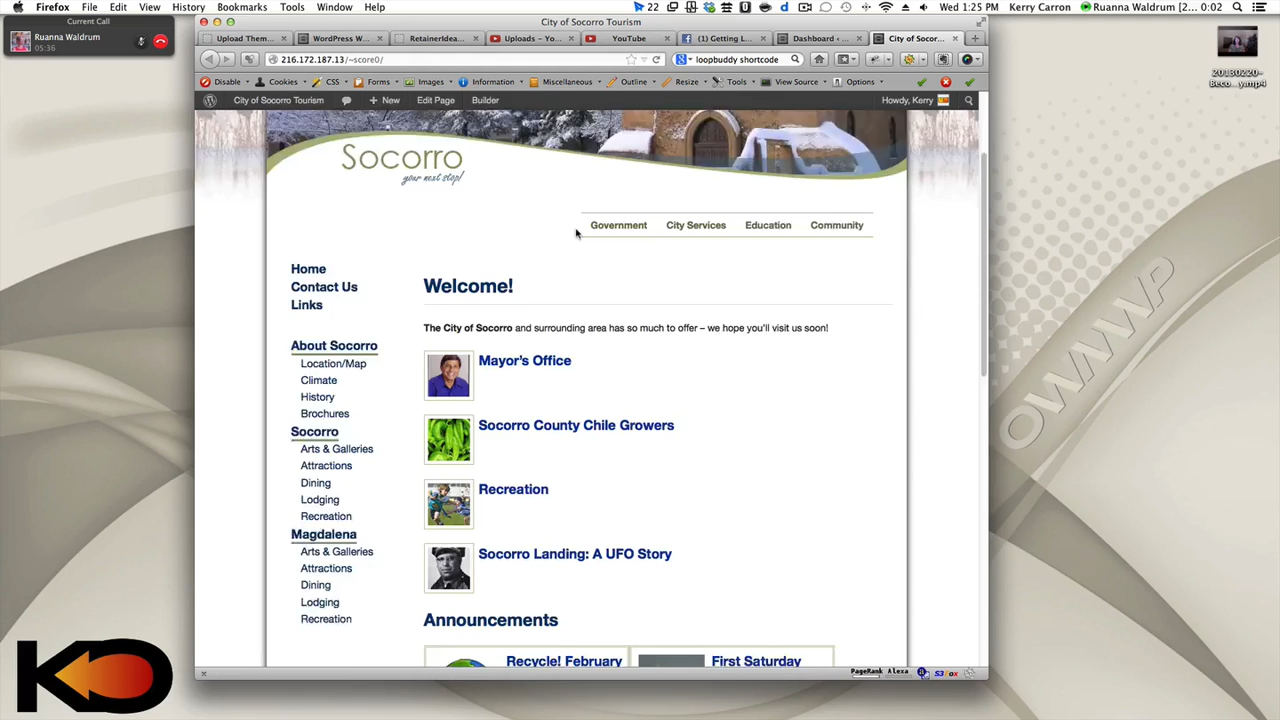 Firefox File Edit View History Bookmarks Tools Window Help 22 Wed 1:25 PM Kerry Carron Ruanna Waldrum [2... 0:02
Current Call
Ruanna Waldrum
05:36
City of Socorro Tourism
Upload Them... WordPress W... RetainerIdea... Uploads – Yo... YouTube (1) Getting L... Dashboard ‹ ... City of Socor...
216.172.187.13/~score0/ loopbuddy shortcode
Disable Cookies CSS Forms Images Information Miscellaneous Outline Resize Tools View Source Options
City of Socorro Tourism + New Edit Page Builder Howdy, Kerry
Socorro
your next stop!
Government City Services Education Community
Home
Contact Us
Links
About Socorro
Location/Map
Climate
History
Brochures
Socorro
Arts & Galleries
Attractions
Dining
Lodging
Recreation
Magdalena
Arts & Galleries
Attractions
Dining
Lodging
Recreation
Welcome!
The City of Socorro and surrounding area has so much to offer – we hope you'll visit us soon!
Mayor's Office
Socorro County Chile Growers
Recreation
Socorro Landing: A UFO Story
Announcements
Recycle! February
First Saturday
PageRank Alexa
S3Fox
20130220-
Beco...y.mp4
OWWP
KO